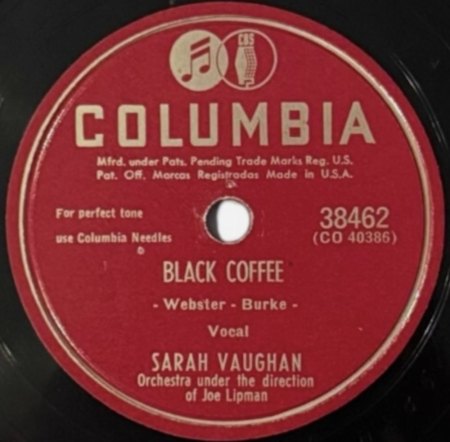 CBS
COLUMBIA
Mfrd. under Pats. Pending Trade Marks Reg. U.S.
Pat. Off. Marcas Registradas Made in U.S.A.
For perfect tone
use Columbia Needles
38462
(CO 40386)
BLACK COFFEE
- Webster - Burke -
Vocal
SARAH VAUGHAN
Orchestra under the direction
of Joe Lipman